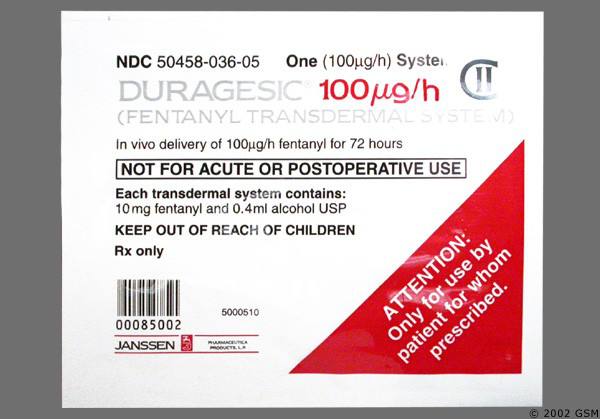 NDC 50458-036-05 One (100µg/h) System
DURAGESIC® 100µg/h CII
(FENTANYL TRANSDERMAL SYSTEM)
In vivo delivery of 100µg/h fentanyl for 72 hours
NOT FOR ACUTE OR POSTOPERATIVE USE
Each transdermal system contains:
10mg fentanyl and 0.4ml alcohol USP
KEEP OUT OF REACH OF CHILDREN
Rx only
ATTENTION:
Only for use by
patient for whom
prescribed.
5000510
00085002
JANSSEN
PHARMACEUTICA
PRODUCTS, L.P.
© 2002 GSM